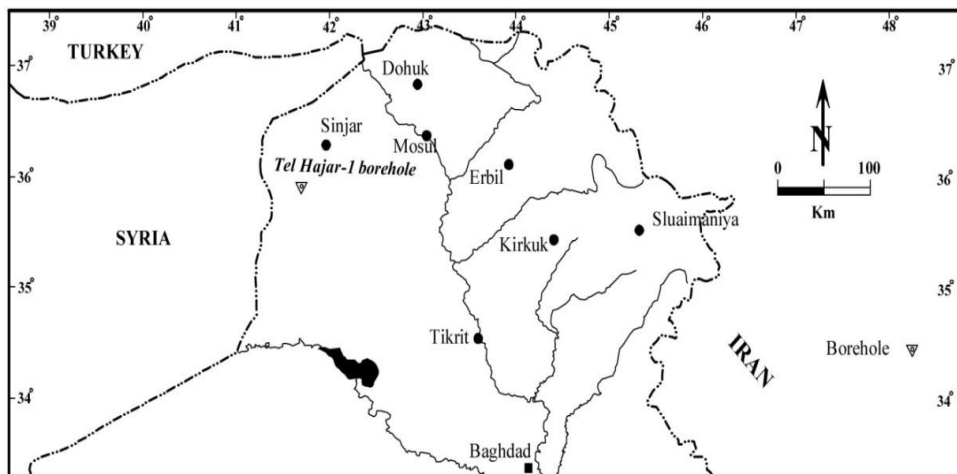 39 40 41 42 43 44 45 46 47 48
TURKEY
37° 37°
Dohuk
Sinjar
Mosul
N
Tel Hajar-1 borehole
Erbil
0 100
36° 36°
Km
SYRIA
Sluaimaniya
Kirkuk
35° 35°
Tikrit
IRAN
Borehole
34° 34°
Baghdad